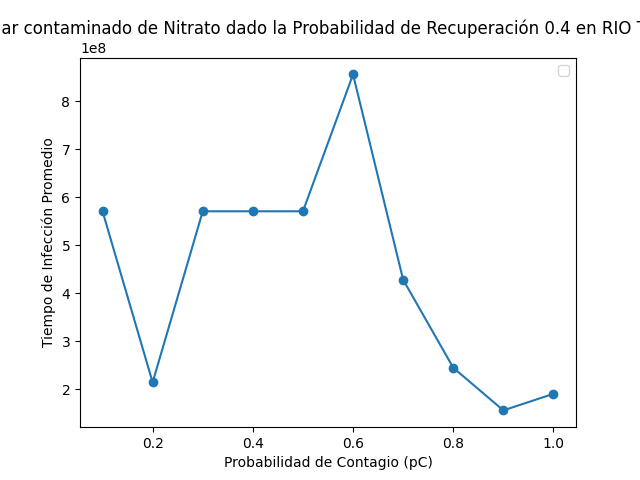 ar contaminado de Nitrato dado la Probabilidad de Recuperación 0.4 en RIO T
1e8
8
7
6
5
4
3
2
Tiempo de Infección Promedio
0.2 0.4 0.6 0.8 1.0
Probabilidad de Contagio (pC)